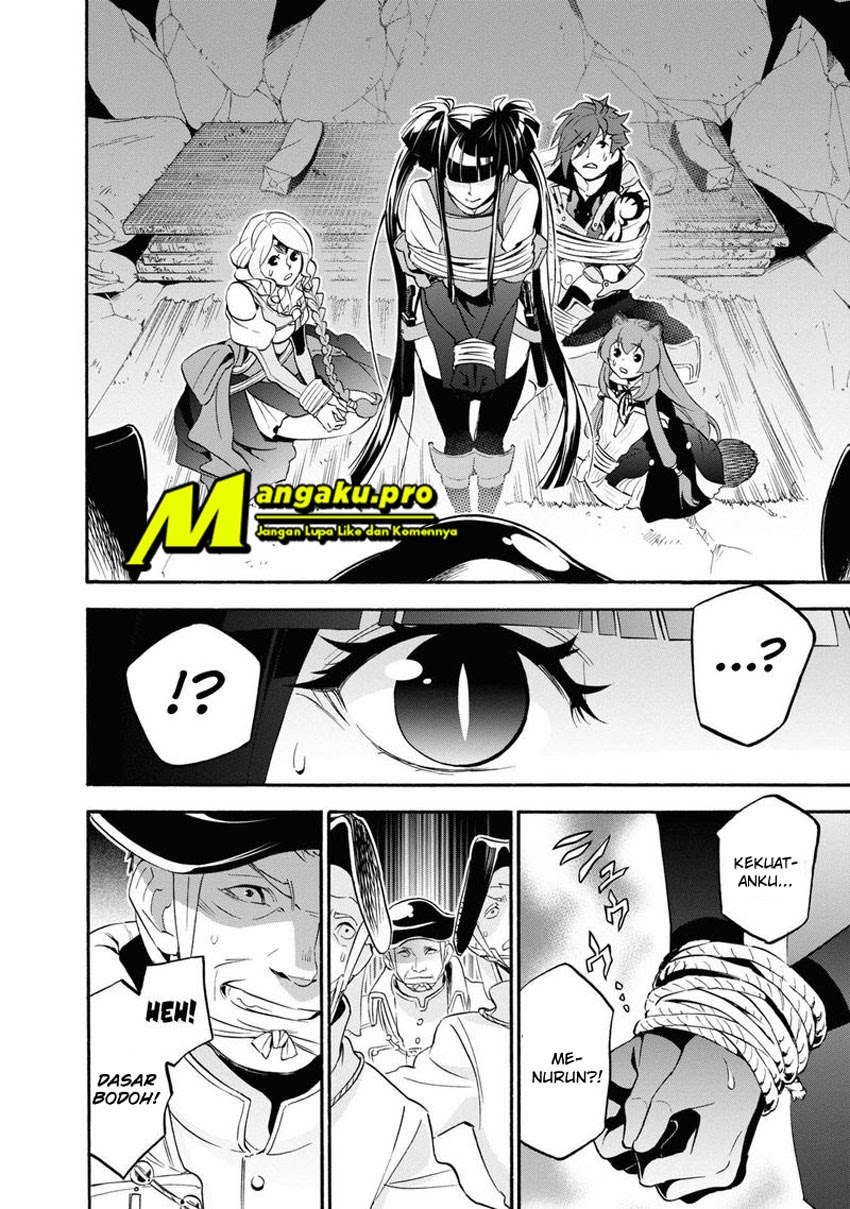 Mangaku.pro
Jangan Lupa Like dan Komennya
...?
!?
KEKUAT-
ANKU...
ME-
NURUN?!
HEH!
DASAR
BODOH!